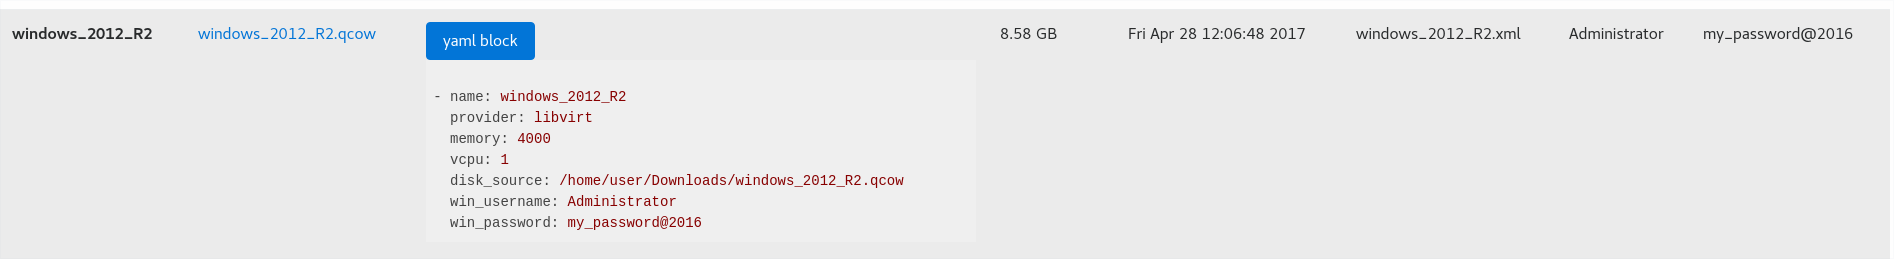 windows_2012_R2 windows_2012_R2.qcow yaml block 8.58 GB Fri Apr 28 12:06:48 2017 windows_2012_R2.xml Administrator my_password@2016
- name: windows_2012_R2
  provider: libvirt
  memory: 4000
  vcpu: 1
  disk_source: /home/user/Downloads/windows_2012_R2.qcow
  win_username: Administrator
  win_password: my_password@2016